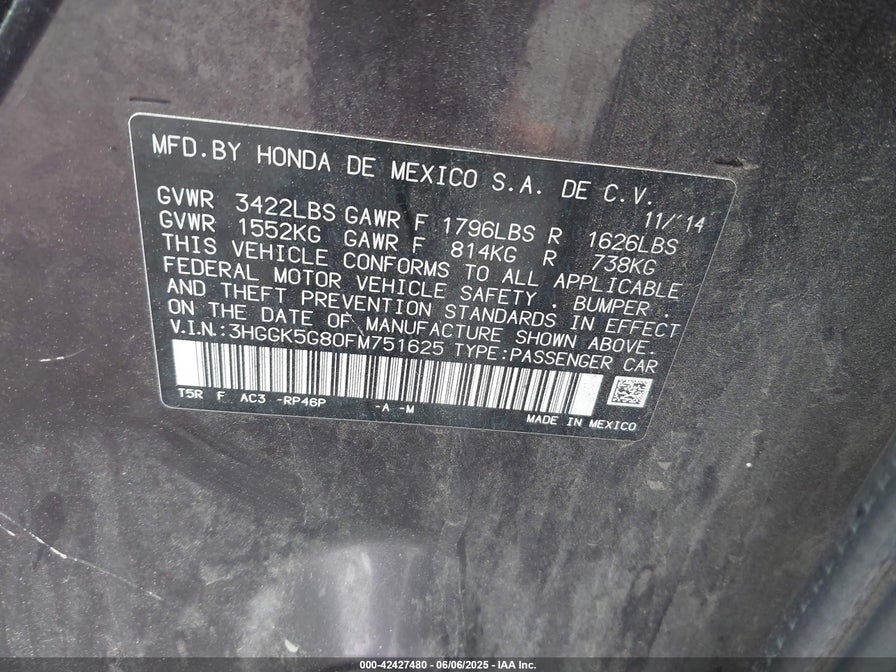 MFD.BY HONDA DE MEXICO S.A. DE C.V.
11/'14
GVWR 3422LBS GAWR F 1796LBS R 1626LBS
GVWR 1552KG GAWR F 814KG R 738KG
THIS VEHICLE CONFORMS TO ALL APPLICABLE
FEDERAL MOTOR VEHICLE SAFETY . BUMPER .
AND THEFT PREVENTION STANDARDS IN EFFECT
ON THE DATE OF MANUFACTURE SHOWN ABOVE.
V.I.N.:3HGGK5G80FM751625 TYPE:PASSENGER CAR
T5R F AC3 -RP46P -A -M
MADE IN MEXICO
000-42427480 - 06/06/2025 - IAA Inc.